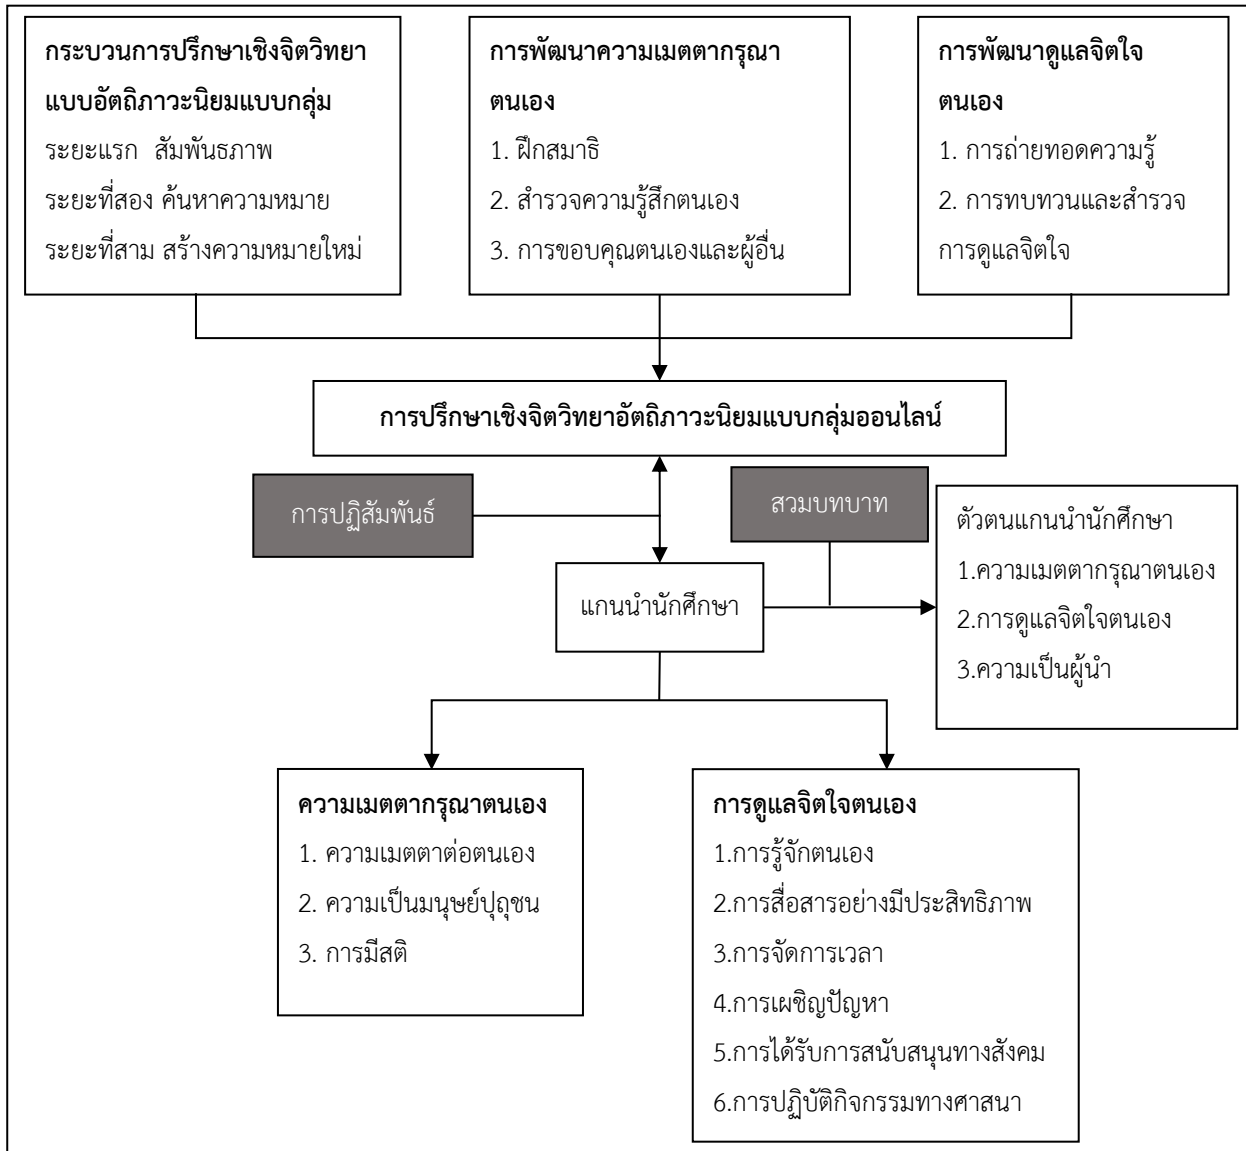 กระบวนการปรึกษาเชิงจิตวิทยา
แบบอัตถิภาวะนิยมแบบกลุ่ม
ระยะแรก  สัมพันธภาพ
ระยะที่สอง ค้นหาความหมาย
ระยะที่สาม สร้างความหมายใหม่
การพัฒนาความเมตตากรุณา
ตนเอง
1. ฝึกสมาธิ
2. สำรวจความรู้สึกตนเอง
3. การขอบคุณตนเองและผู้อื่น
การพัฒนาดูแลจิตใจ
ตนเอง
1. การถ่ายทอดความรู้
2. การทบทวนและสำรวจ
การดูแลจิตใจ
การปรึกษาเชิงจิตวิทยาอัตถิภาวะนิยมแบบกลุ่มออนไลน์
การปฏิสัมพันธ์
สวมบทบาท
แกนนำนักศึกษา
ตัวตนแกนนำนักศึกษา
1.ความเมตตากรุณาตนเอง
2.การดูแลจิตใจตนเอง
3.ความเป็นผู้นำ
ความเมตตากรุณาตนเอง
1. ความเมตตาต่อตนเอง
2. ความเป็นมนุษย์ปุถุชน
3. การมีสติ
การดูแลจิตใจตนเอง
1.การรู้จักตนเอง
2.การสื่อสารอย่างมีประสิทธิภาพ
3.การจัดการเวลา
4.การเผชิญปัญหา
5.การได้รับการสนับสนุนทางสังคม
6.การปฏิบัติกิจกรรมทางศาสนา